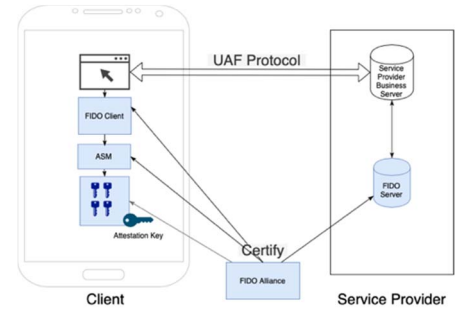 UAF Protocol
Service
Provider
Business
Server
FIDO Client
ASM
FIDO
Server
Attestation Key
Certify
FIDO Alliance
Client
Service Provider